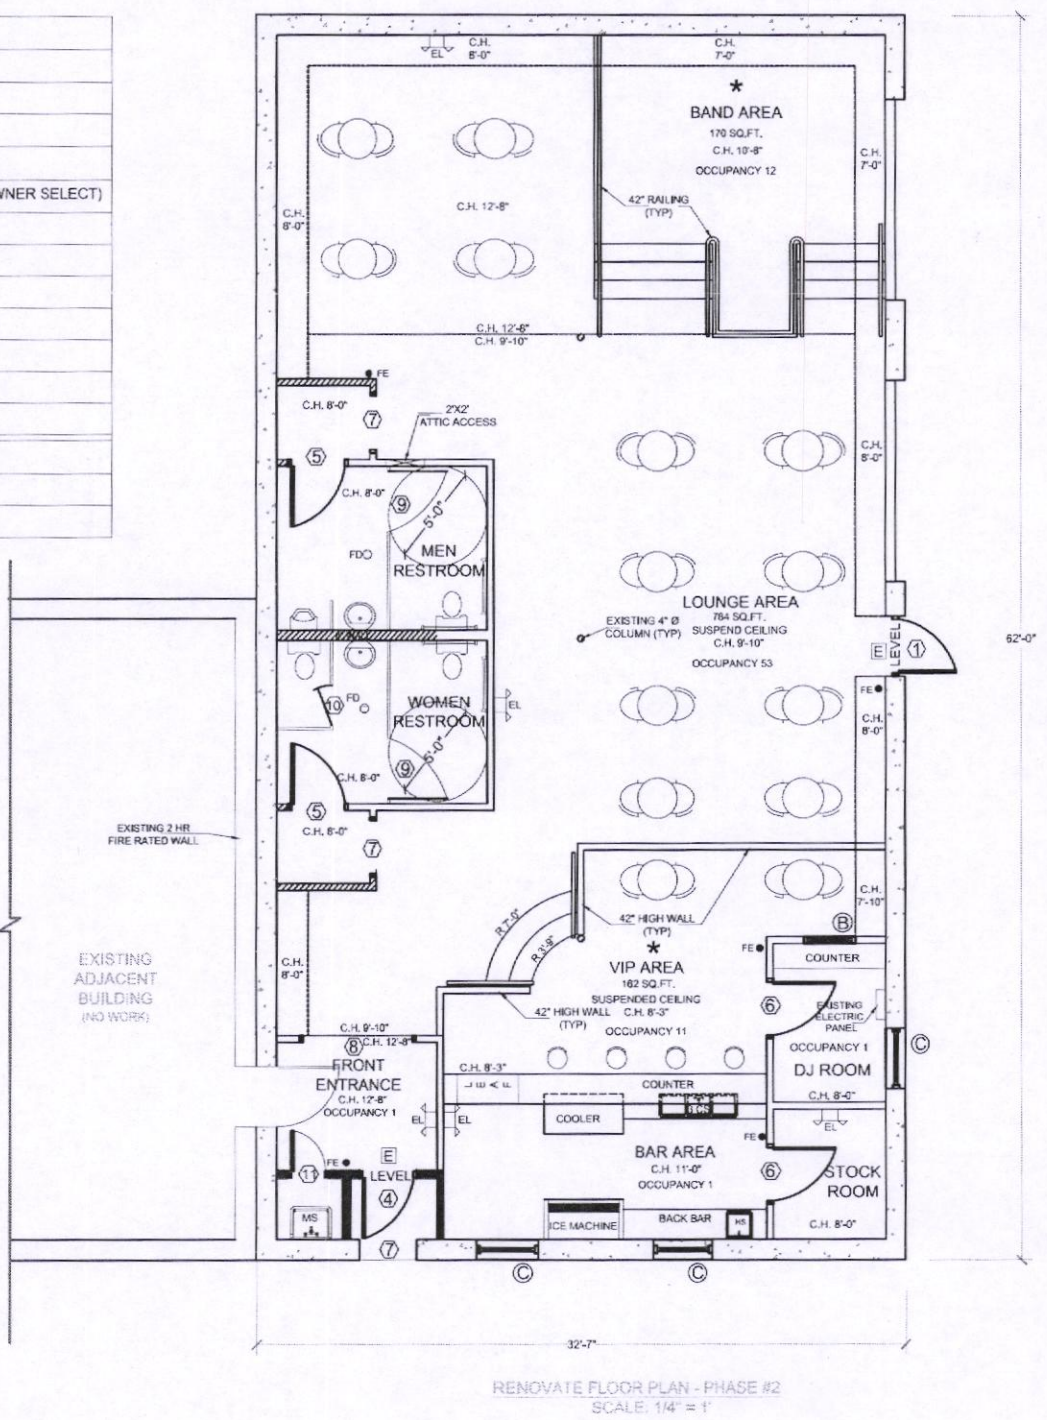 WNER SELECT)
C.H.
8'-0"
EL
C.H.
7'-0"
*
BAND AREA
170 SQ.FT.
C.H. 10'-8"
OCCUPANCY 12
C.H.
7'-0"
42" RAILING
(TYP)
C.H. 12'-8"
C.H.
8'-0"
C.H. 12'-8"
C.H. 9'-10"
FE
C.H. 8'-0"
7
2'X2'
ATTIC ACCESS
5
C.H. 8'-0"
9
5'-0"
FD
MEN
RESTROOM
C.H.
8'-0"
LOUNGE AREA
764 SQ.FT.
SUSPEND CEILING
C.H. 9'-10"
OCCUPANCY 53
EXISTING 4" Ø
COLUMN (TYP)
E
LEVEL
1
62'-0"
FE
C.H.
8'-0"
10
FD
WOMEN
RESTROOM
EL
5'-0"
9
C.H. 8'-0"
5
C.H. 8'-0"
7
EXISTING 2 HR
FIRE RATED WALL
C.H.
7'-10"
42" HIGH WALL
(TYP)
R 7'-0"
R 3'-9"
B
FE
COUNTER
*
VIP AREA
162 SQ.FT.
SUSPENDED CEILING
C.H. 8'-3"
OCCUPANCY 11
42" HIGH WALL
(TYP)
EXISTING
ADJACENT
BUILDING
(NO WORK)
C.H.
8'-0"
6
EXISTING
ELECTRIC
PANEL
OCCUPANCY 1
DJ ROOM
C.H. 8'-0"
C
C.H. 9'-10"
8
C.H. 12'-8"
FRONT
ENTRANCE
C.H. 12'-8"
OCCUPANCY 1
C.H. 8'-3"
COUNTER
COOLER
EL
EL
EL
FE
BAR AREA
C.H. 11'-0"
OCCUPANCY 1
6
STOCK
ROOM
C.H. 8'-0"
FE
E
11
LEVEL
4
MS
7
ICE MACHINE
BACK BAR
HS
C
C
32'-7"
RENOVATE FLOOR PLAN - PHASE #2
SCALE: 1/4" = 1'